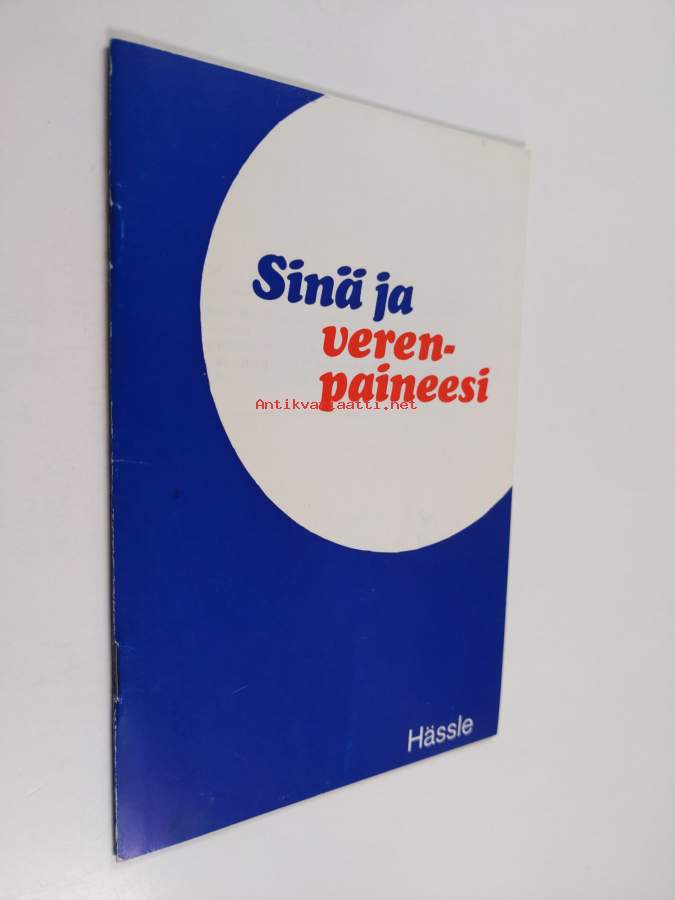 Sinä ja
veren-
paineesi
Antikvariaatti.net
Hässle